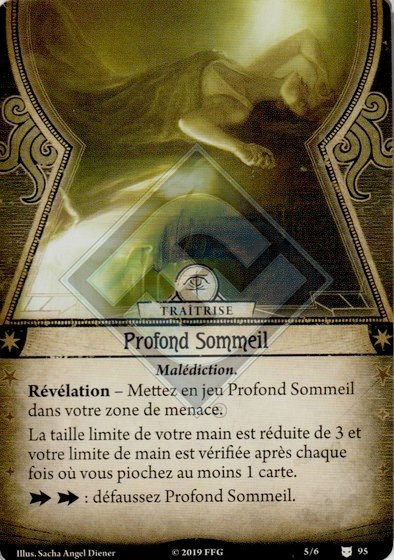 TRAÎTRISE
Profond Sommeil
Malédiction.
Révélation – Mettez en jeu Profond Sommeil
dans votre zone de menace.
La taille limite de votre main est réduite de 3 et
votre limite de main est vérifiée après chaque
fois où vous piochez au moins 1 carte.
: défaussez Profond Sommeil.
Illus. Sacha Angel Diener © 2019 FFG 5/6 95